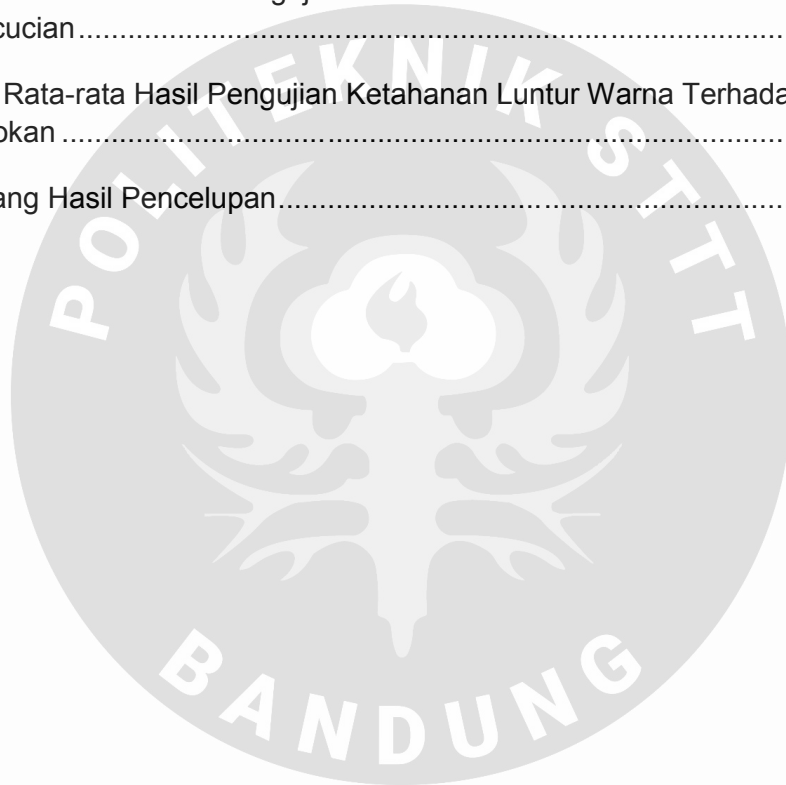 cucian
Rata-rata Hasil Pengujian Ketahanan Luntur Warna Terhada
okan
ang Hasil Pencelupan
POLITEKNIK STTT
BANDUNG